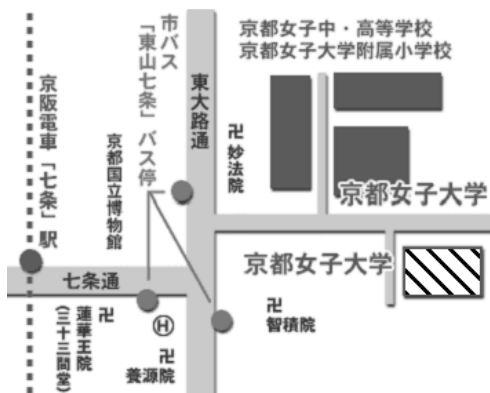 京都女子中・高等学校
京都女子大学附属小学校
市バス
「東山七条」バス停
東大路通
京阪電車「七条」駅
京都国立博物館
卍妙法院
京都女子大学
京都女子大学
七条通
卍
蓮華王院
(三十三間堂)
H
卍
養源院
卍
智積院